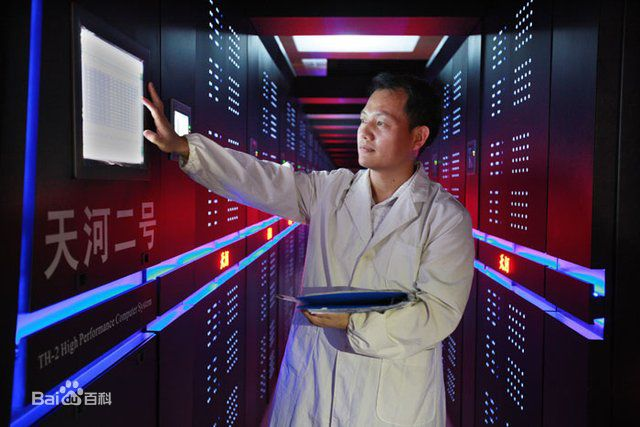 天河二号
TH-2 High Performance Computer System
Bai百科